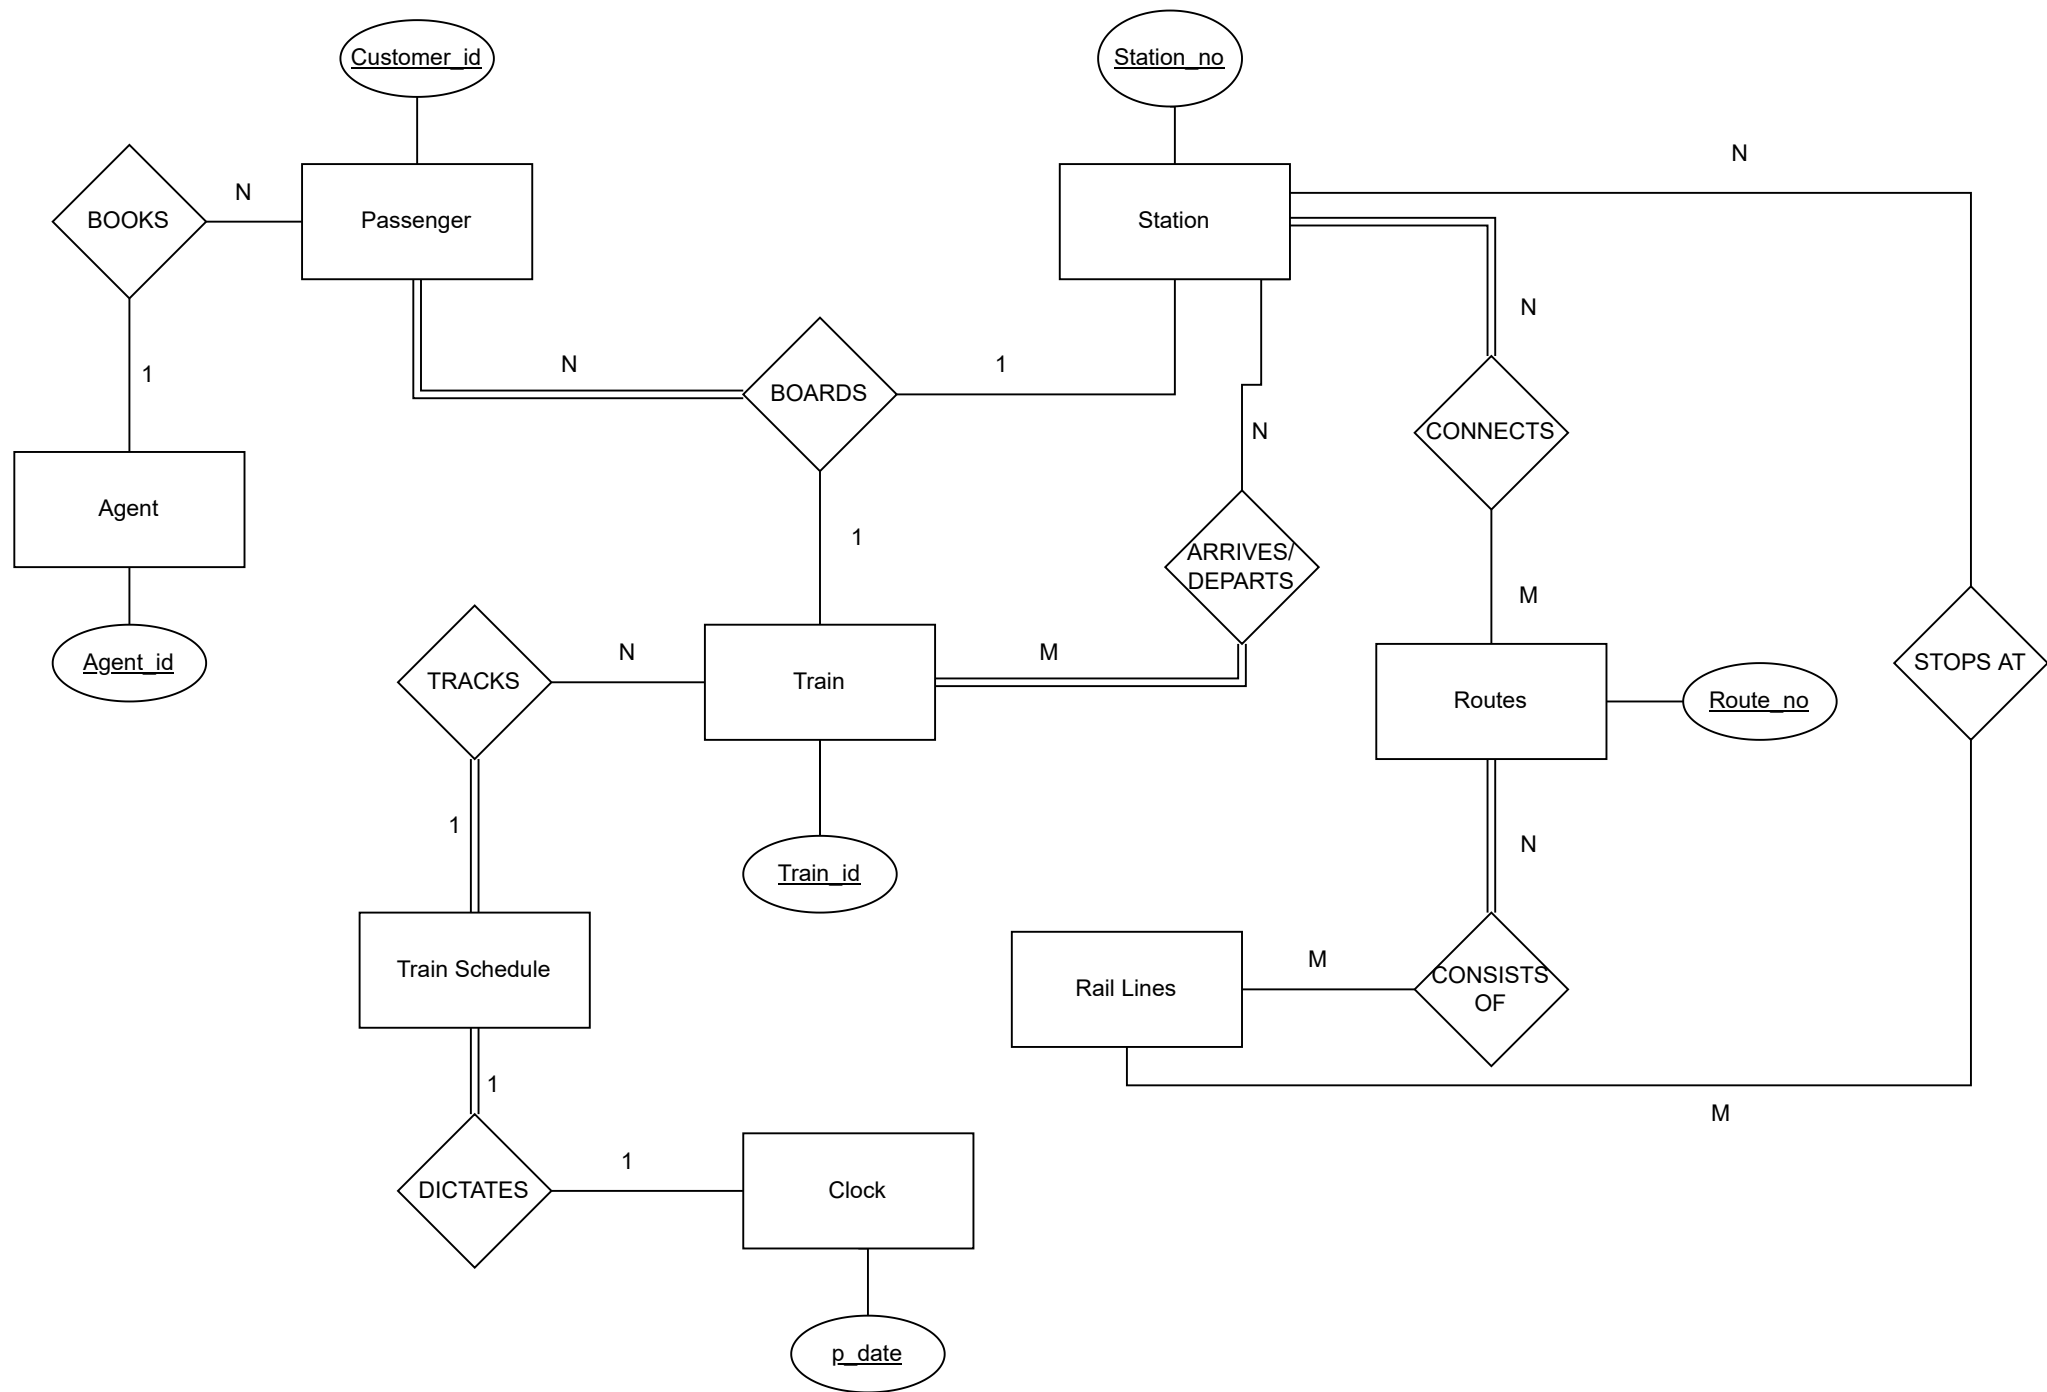 Customer_id
Station_no
N
BOOKS
N
Passenger
Station
N
N
BOARDS
1
1
N
CONNECTS
Agent
1
ARRIVES/
DEPARTS
M
Agent_id
TRACKS
N
Train
M
Routes
Route_no
STOPS AT
1
Train_id
N
Train Schedule
Rail Lines
M
CONSISTS
OF
1
M
DICTATES
1
Clock
p_date